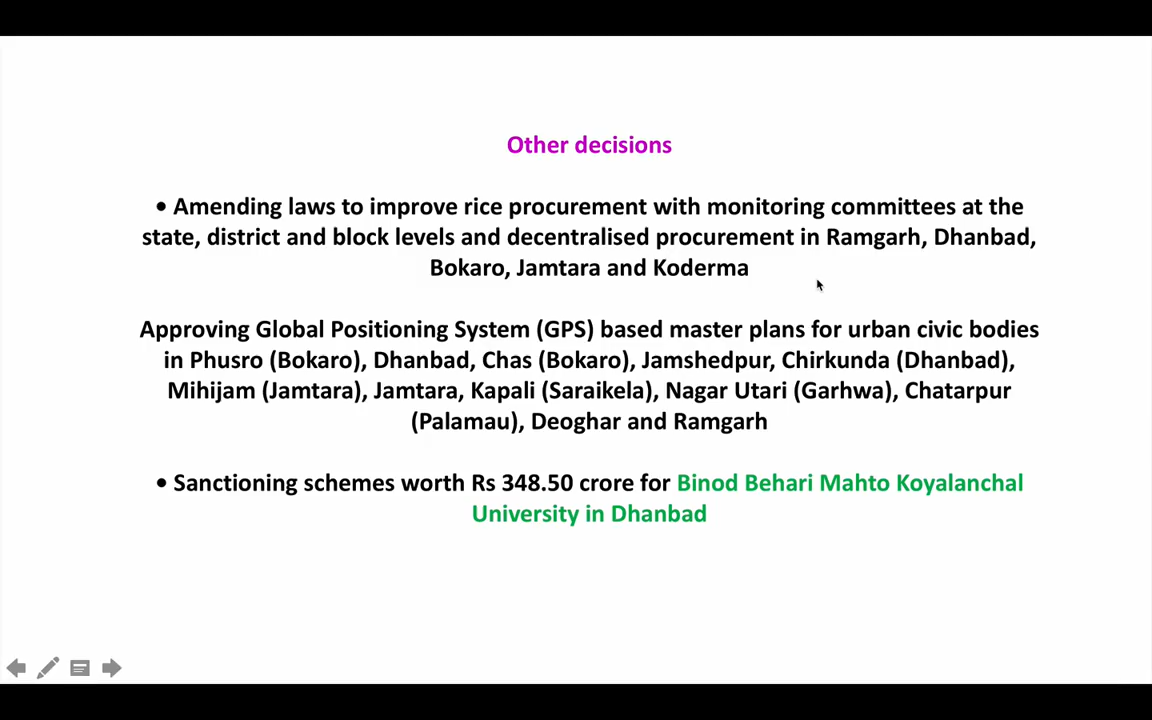 Other decisions
• Amending laws to improve rice procurement with monitoring committees at the
state, district and block levels and decentralised procurement in Ramgarh, Dhanbad,
Bokaro, Jamtara and Koderma
Approving Global Positioning System (GPS) based master plans for urban civic bodies
in Phusro (Bokaro), Dhanbad, Chas (Bokaro), Jamshedpur, Chirkunda (Dhanbad),
Mihijam (Jamtara), Jamtara, Kapali (Saraikela), Nagar Utari (Garhwa), Chatarpur
(Palamau), Deoghar and Ramgarh
• Sanctioning schemes worth Rs 348.50 crore for Binod Behari Mahto Koyalanchal
University in Dhanbad